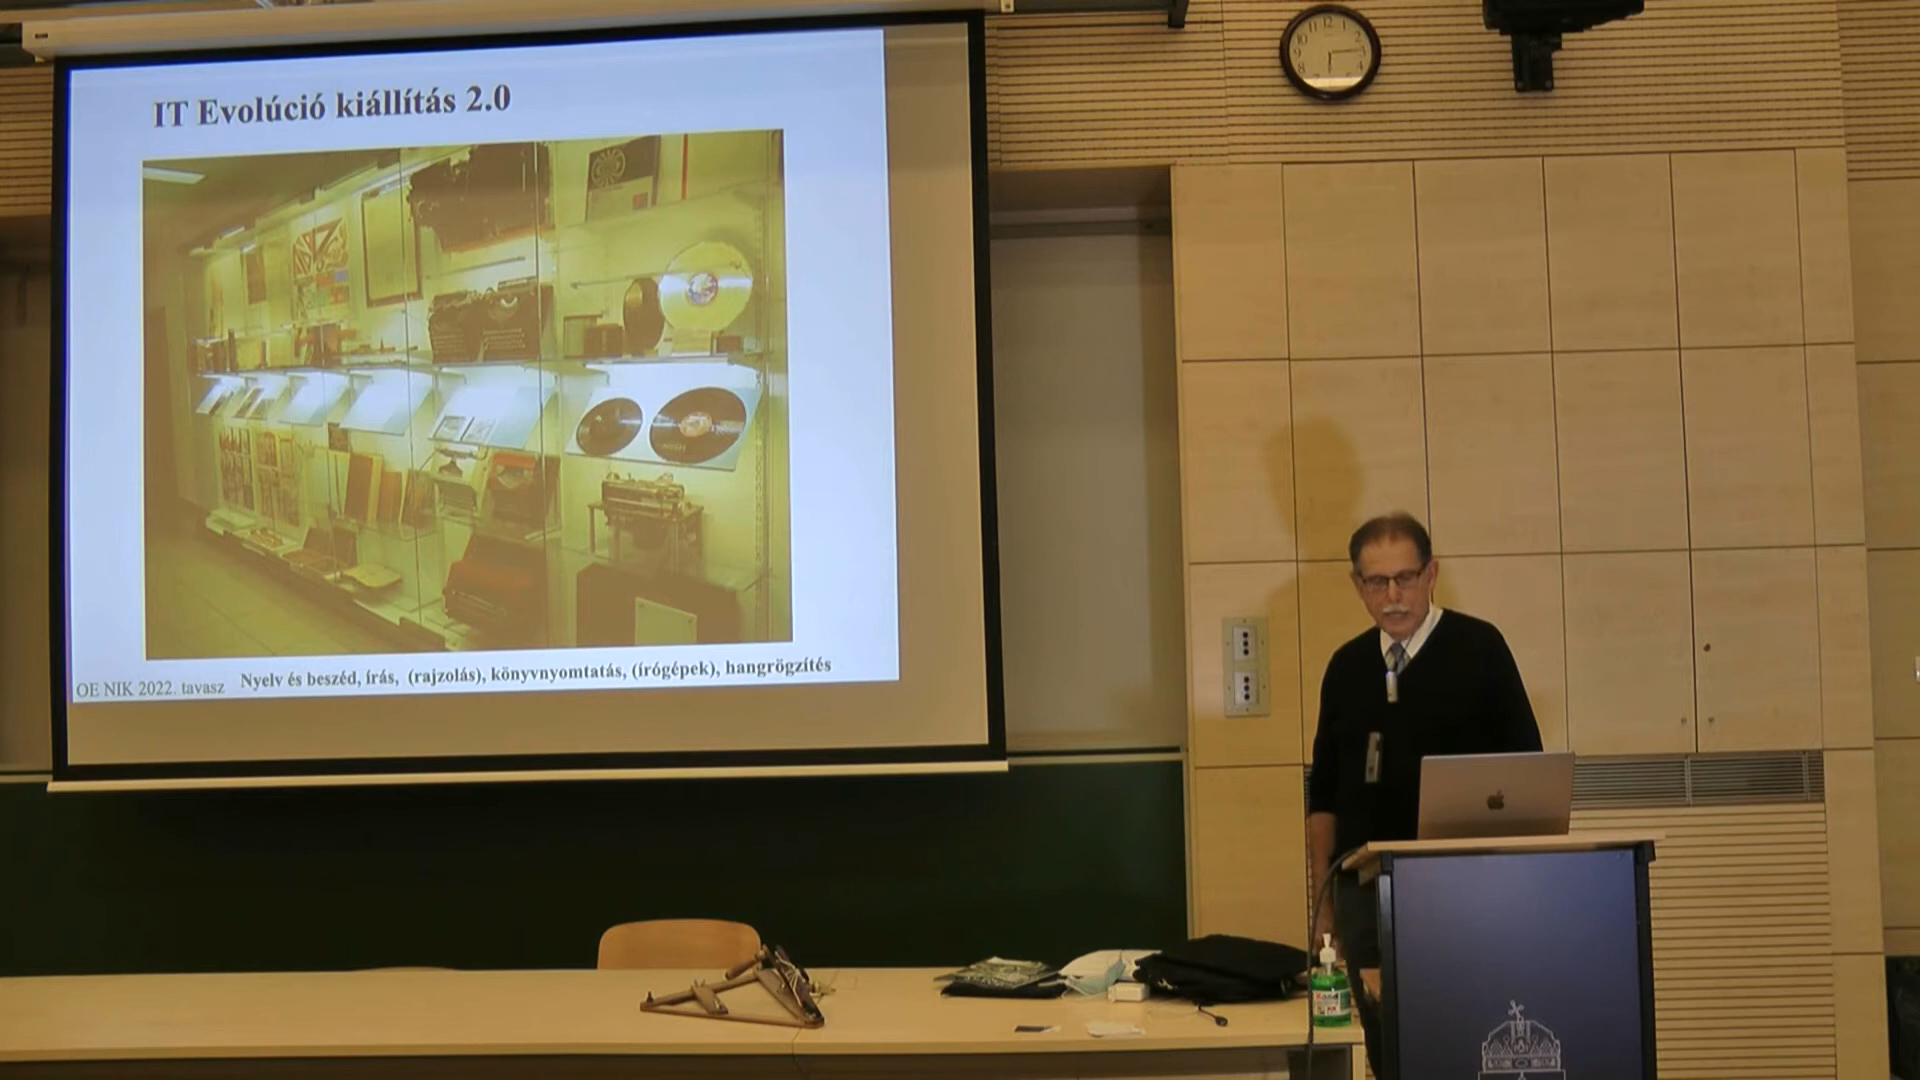 IT Evolúció kiállítás 2.0
OE NIK 2022. tavasz
Nyelv és beszéd, írás, (rajzolás), könyvnyomtatás, (írógépek), hangrögzítés